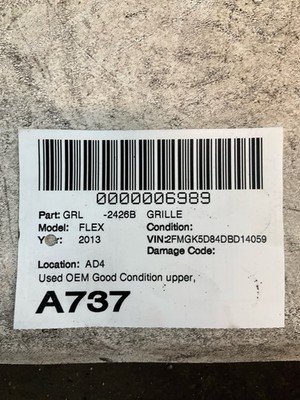 0000006989
Part: GRL -2426B GRILLE
Model: FLEX Condition:
2013 VIN:2FMGK5D84DBD14059
Damage Code:
Location: AD4
Used OEM Good Condition upper,
A737